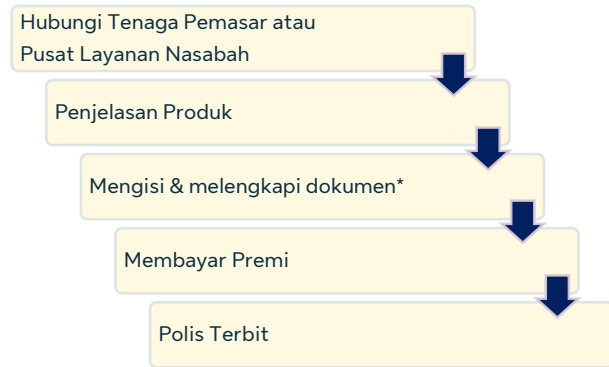 Hubungi Tenaga Pemasar atau
Pusat Layanan Nasabah
Penjelasan Produk
Mengisi & melengkapi dokumen*
Membayar Premi
Polis Terbit